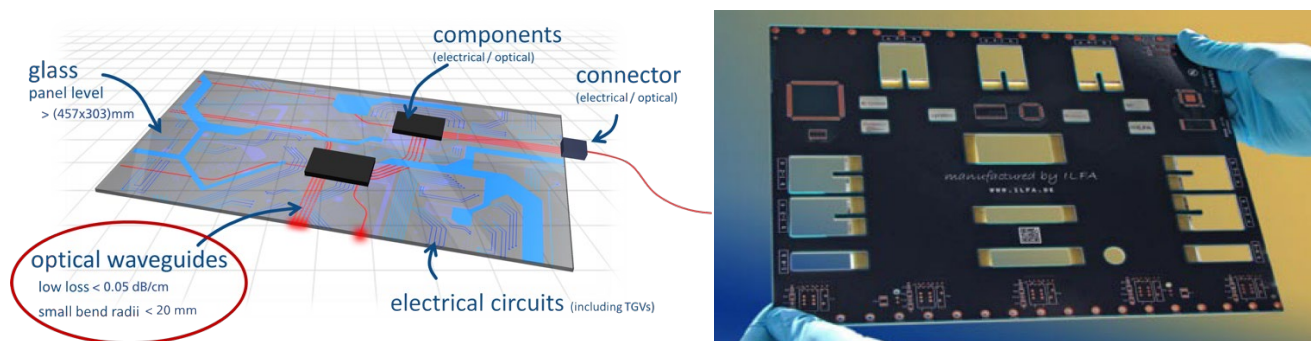 components
(electrical / optical)
glass
panel level
> (457x303)mm
connector
(electrical / optical)
optical waveguides
low loss < 0.05 dB/cm
small bend radii < 20 mm
electrical circuits (including TGVs)
manufactured by ILFA
WWW.ILFA.DE